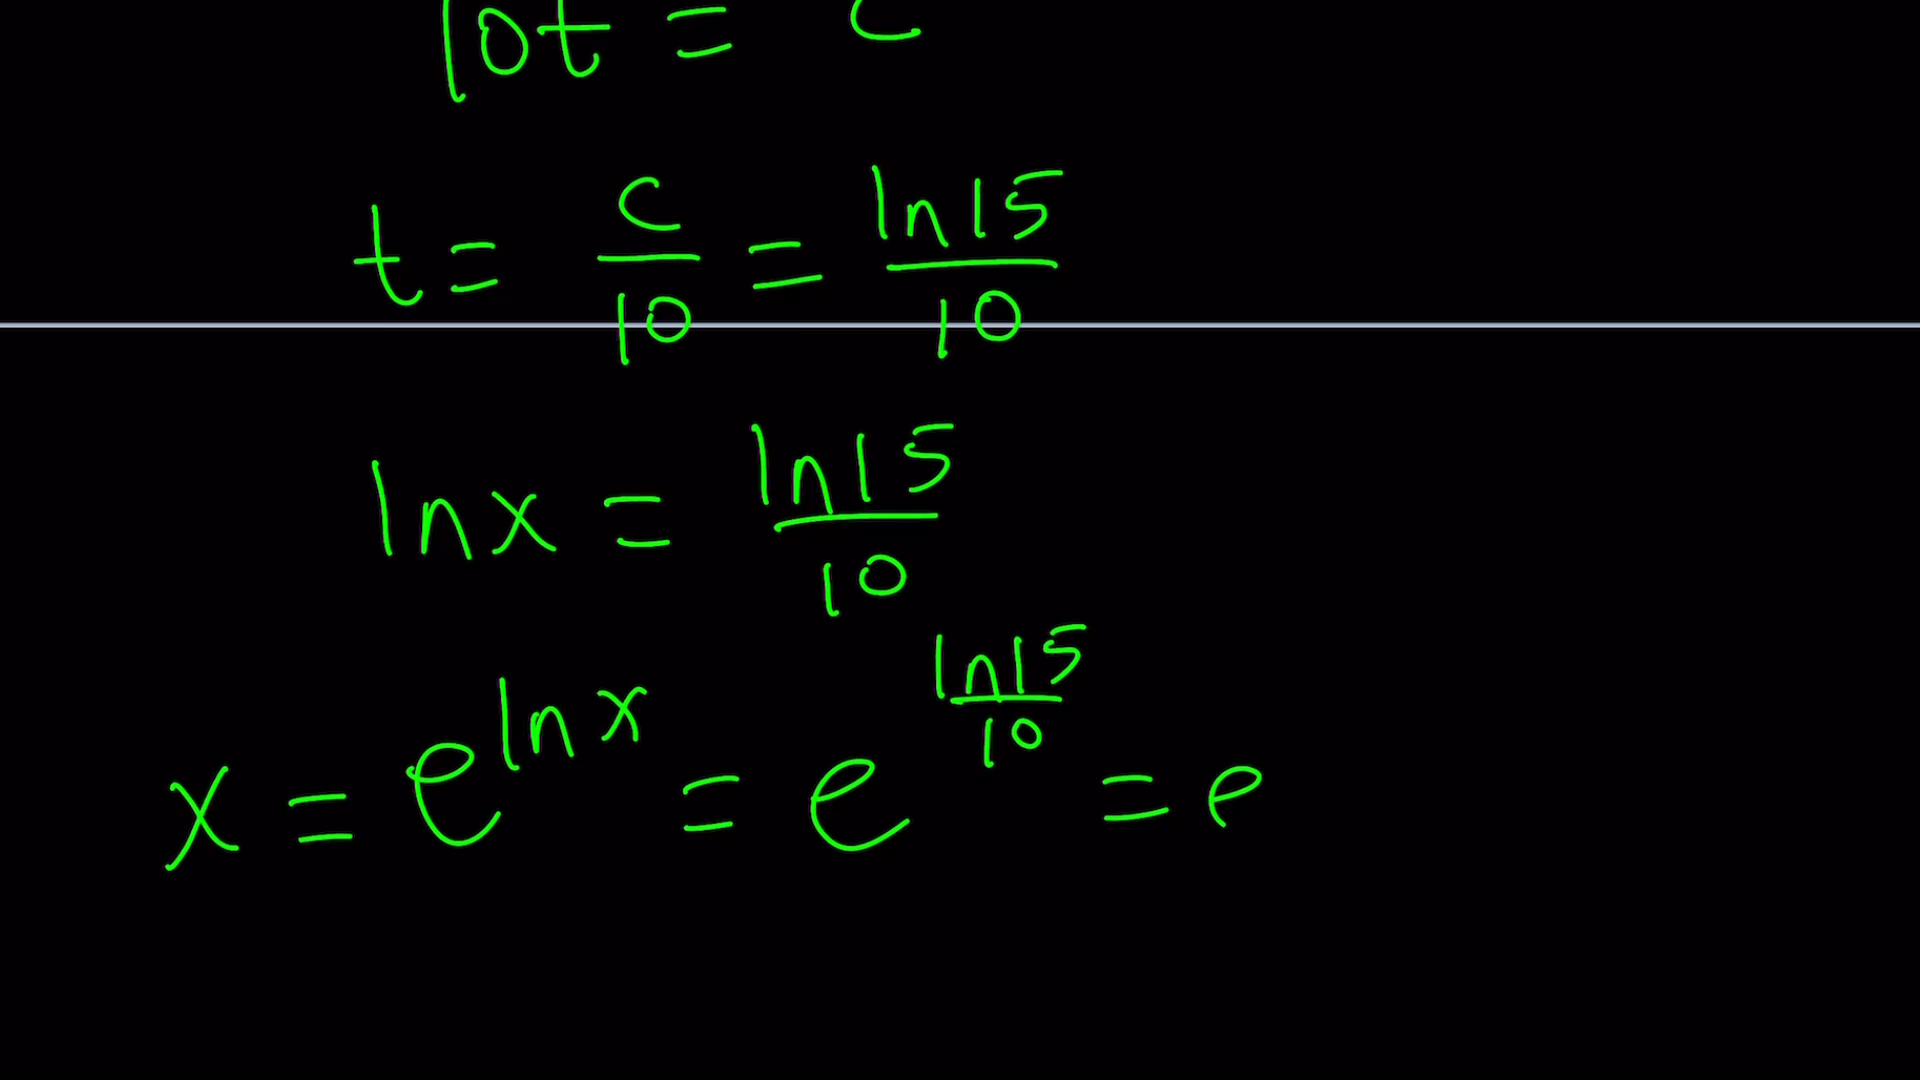 10t = c
t = c/10 = ln15/10
lnx = ln15/10
x = e^lnx = e^ln15/10 = e